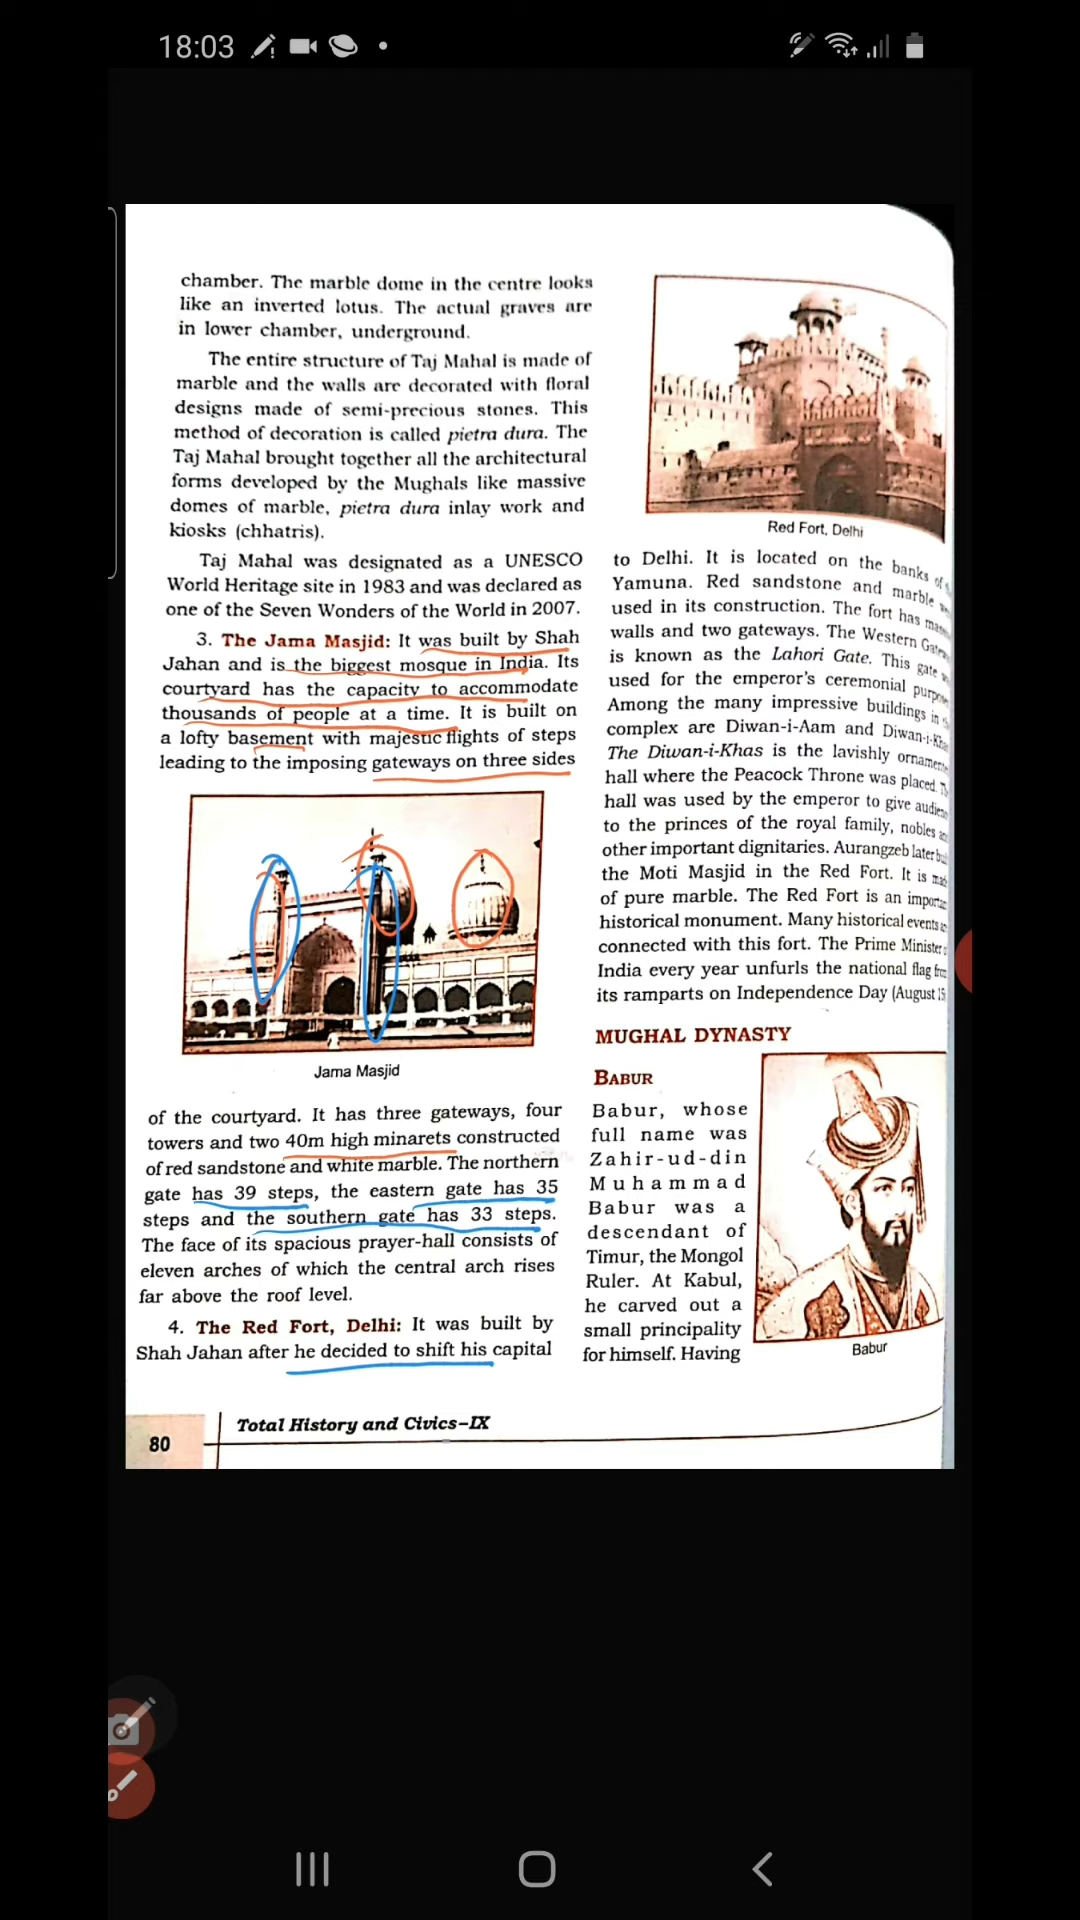 18:03
chamber. The marble dome in the centre looks
like an inverted lotus. The actual graves are
in lower chamber, underground.
The entire structure of Taj Mahal is made of
marble and the walls are decorated with floral
designs made of semi-precious stones. This
method of decoration is called pietra dura. The
Taj Mahal brought together all the architectural
forms developed by the Mughals like massive
domes of marble, pietra dura inlay work and
kiosks (chhatris).
Taj Mahal was designated as a UNESCO
World Heritage site in 1983 and was declared as
one of the Seven Wonders of the World in 2007.
3. The Jama Masjid: It was built by Shah
Jahan and is the biggest mosque in India. Its
courtyard has the capacity to accommodate
thousands of people at a time. It is built on
a lofty basement with majestic flights of steps
leading to the imposing gateways on three sides
Jama Masjid
of the courtyard. It has three gateways, four
towers and two 40m high minarets constructed
of red sandstone and white marble. The northern
gate has 39 steps, the eastern gate has 35
steps and the southern gate has 33 steps.
The face of its spacious prayer-hall consists of
eleven arches of which the central arch rises
far above the roof level.
4. The Red Fort, Delhi: It was built by
Shah Jahan after he decided to shift his capital
Red Fort, Delhi
to Delhi. It is located on the banks of
Yamuna. Red sandstone and marble
used in its construction. The fort has
walls and two gateways. The Western
is known as the Lahori Gate. This gate
used for the emperor's ceremonial
Among the many impressive buildings in
complex are Diwan-i-Aam and
The Diwan-i-Khas is the lavishly
hall where the Peacock Throne was placed.
hall was used by the emperor to give
to the princes of the royal family, nobles
other important dignitaries. Aurangzeb later
the Moti Masjid in the Red Fort. It is
of pure marble. The Red Fort is an
historical monument. Many historical events
connected with this fort. The Prime Minister
India every year unfurls the national flag
its ramparts on Independence Day (August 15
MUGHAL DYNASTY
BABUR
Babur, whose
full name was
Zahir-ud-din
Muhammad
Babur was a
descendant of
Timur, the Mongol
Ruler. At Kabul,
he carved out a
small principality
for himself. Having
Babur
80
Total History and Civics–IX